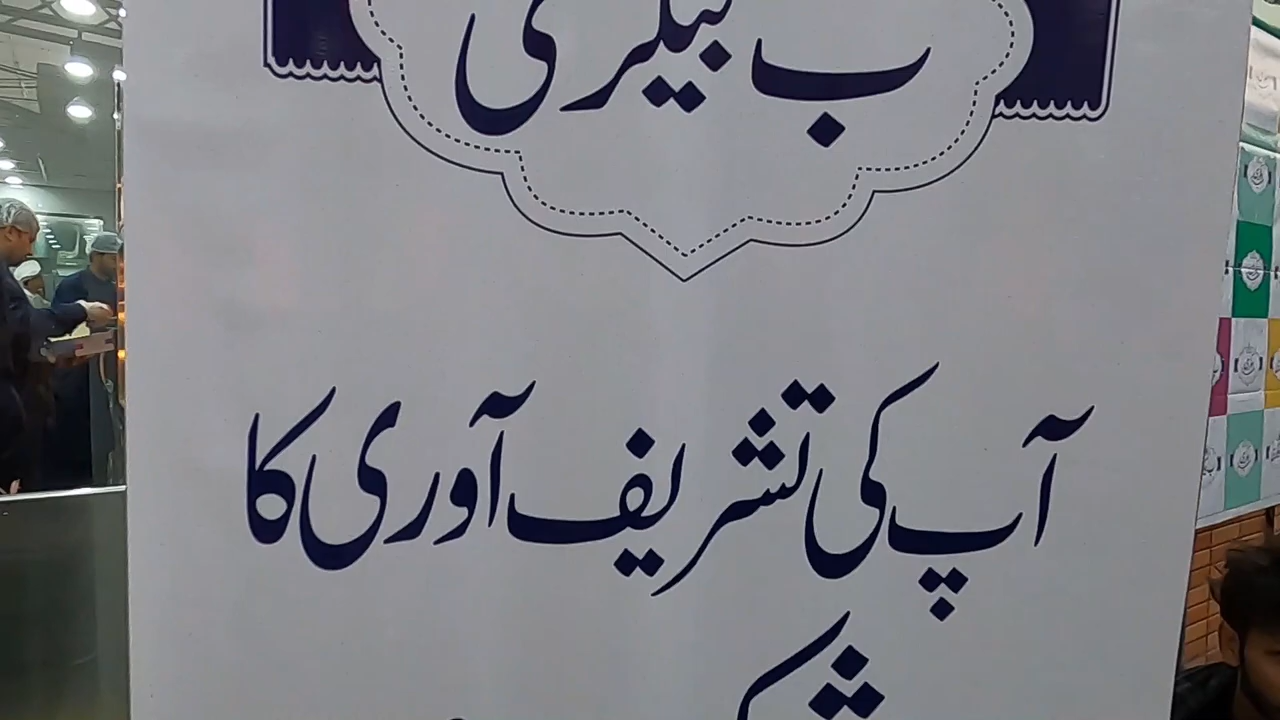 ب بیکری
آپ کی تشریف آوری کا